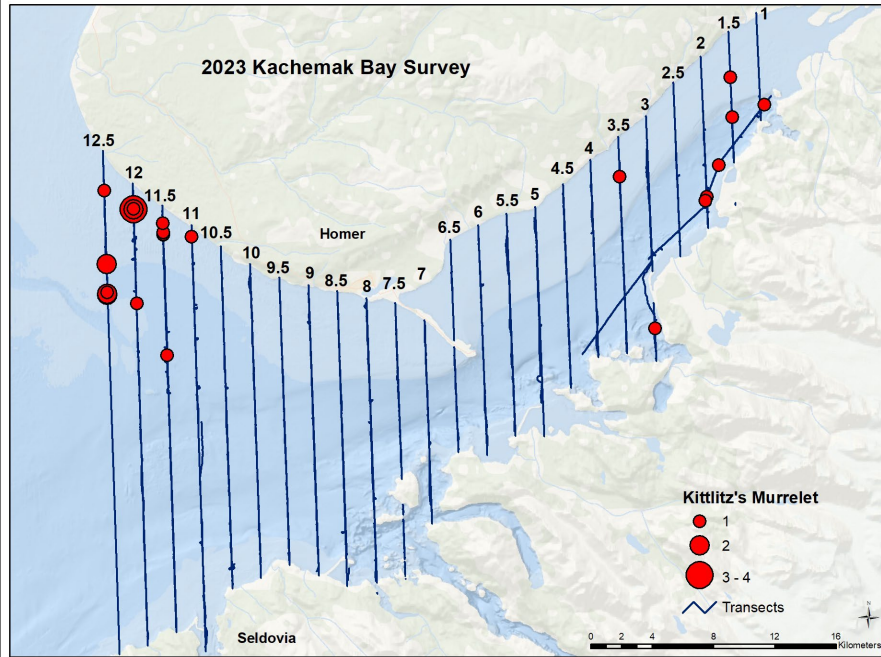 2023 Kachemak Bay Survey
1
1.5
2
2.5
3
3.5
4
4.5
5
5.5
6
6.5
7
7.5
8
8.5
9
9.5
10
10.5
11
11.5
12
12.5
Homer
Seldovia
Kittlitz's Murrelet
1
2
3 - 4
Transects
N
0 2 4 8 12 16
Kilometers